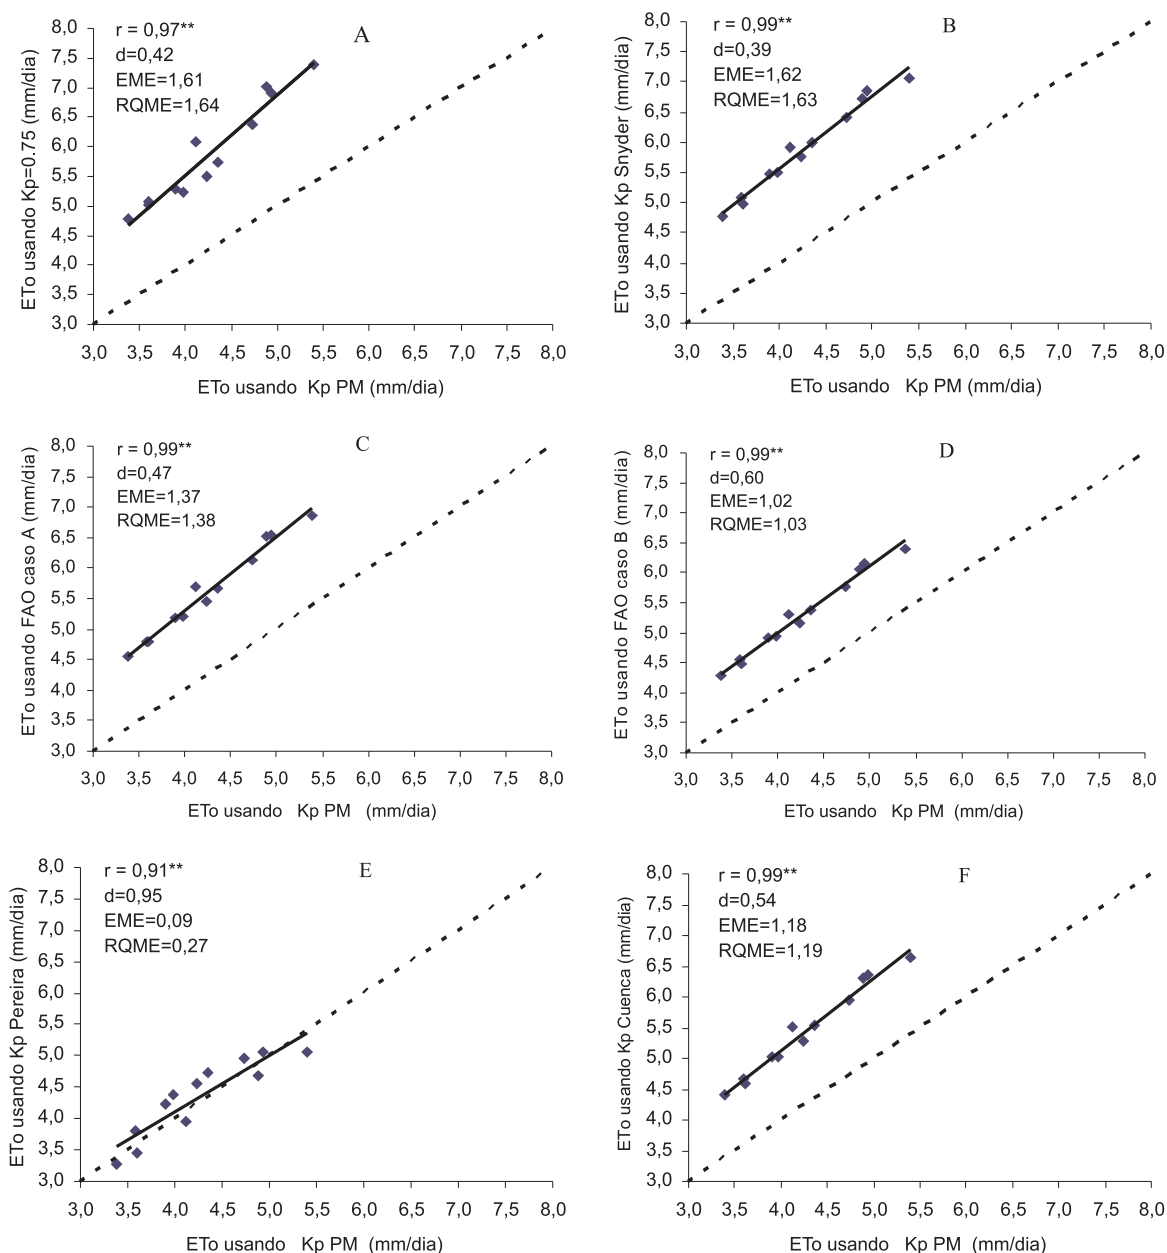 A
r = 0,97**
d=0,42
EME=1,61
RQME=1,64
ETo usando Kp=0.75 (mm/dia)
8,0
7,5
7,0
6,5
6,0
5,5
5,0
4,5
4,0
3,5
3,0
3,0 3,5 4,0 4,5 5,0 5,5 6,0 6,5 7,0 7,5 8,0
ETo usando Kp PM (mm/dia)
B
r = 0,99**
d=0,39
EME=1,62
RQME=1,63
ETo usando Kp Snyder (mm/dia)
8,0
7,5
7,0
6,5
6,0
5,5
5,0
4,5
4,0
3,5
3,0
3,0 3,5 4,0 4,5 5,0 5,5 6,0 6,5 7,0 7,5 8,0
ETo usando Kp PM (mm/dia)
C
r = 0,99**
d=0,47
EME=1,37
RQME=1,38
ETo usando FAO caso A (mm/dia)
8,0
7,5
7,0
6,5
6,0
5,5
5,0
4,5
4,0
3,5
3,0
3,0 3,5 4,0 4,5 5,0 5,5 6,0 6,5 7,0 7,5 8,0
ETo usando Kp PM (mm/dia)
D
r = 0,99**
d=0,60
EME=1,02
RQME=1,03
ETo usando FAO caso B (mm/dia)
8,0
7,5
7,0
6,5
6,0
5,5
5,0
4,5
4,0
3,5
3,0
3,0 3,5 4,0 4,5 5,0 5,5 6,0 6,5 7,0 7,5 8,0
ETo usando Kp PM (mm/dia)
E
r = 0,91**
d=0,95
EME=0,09
RQME=0,27
ETo usando Kp Pereira (mm/dia)
8,0
7,5
7,0
6,5
6,0
5,5
5,0
4,5
4,0
3,5
3,0
3,0 3,5 4,0 4,5 5,0 5,5 6,0 6,5 7,0 7,5 8,0
ETo usando Kp PM (mm/dia)
F
r = 0,99**
d=0,54
EME=1,18
RQME=1,19
ETo usando Kp Cuenca (mm/dia)
8,0
7,5
7,0
6,5
6,0
5,5
5,0
4,5
4,0
3,5
3,0
3,0 3,5 4,0 4,5 5,0 5,5 6,0 6,5 7,0 7,5 8,0
ETo usando Kp PM (mm/dia)